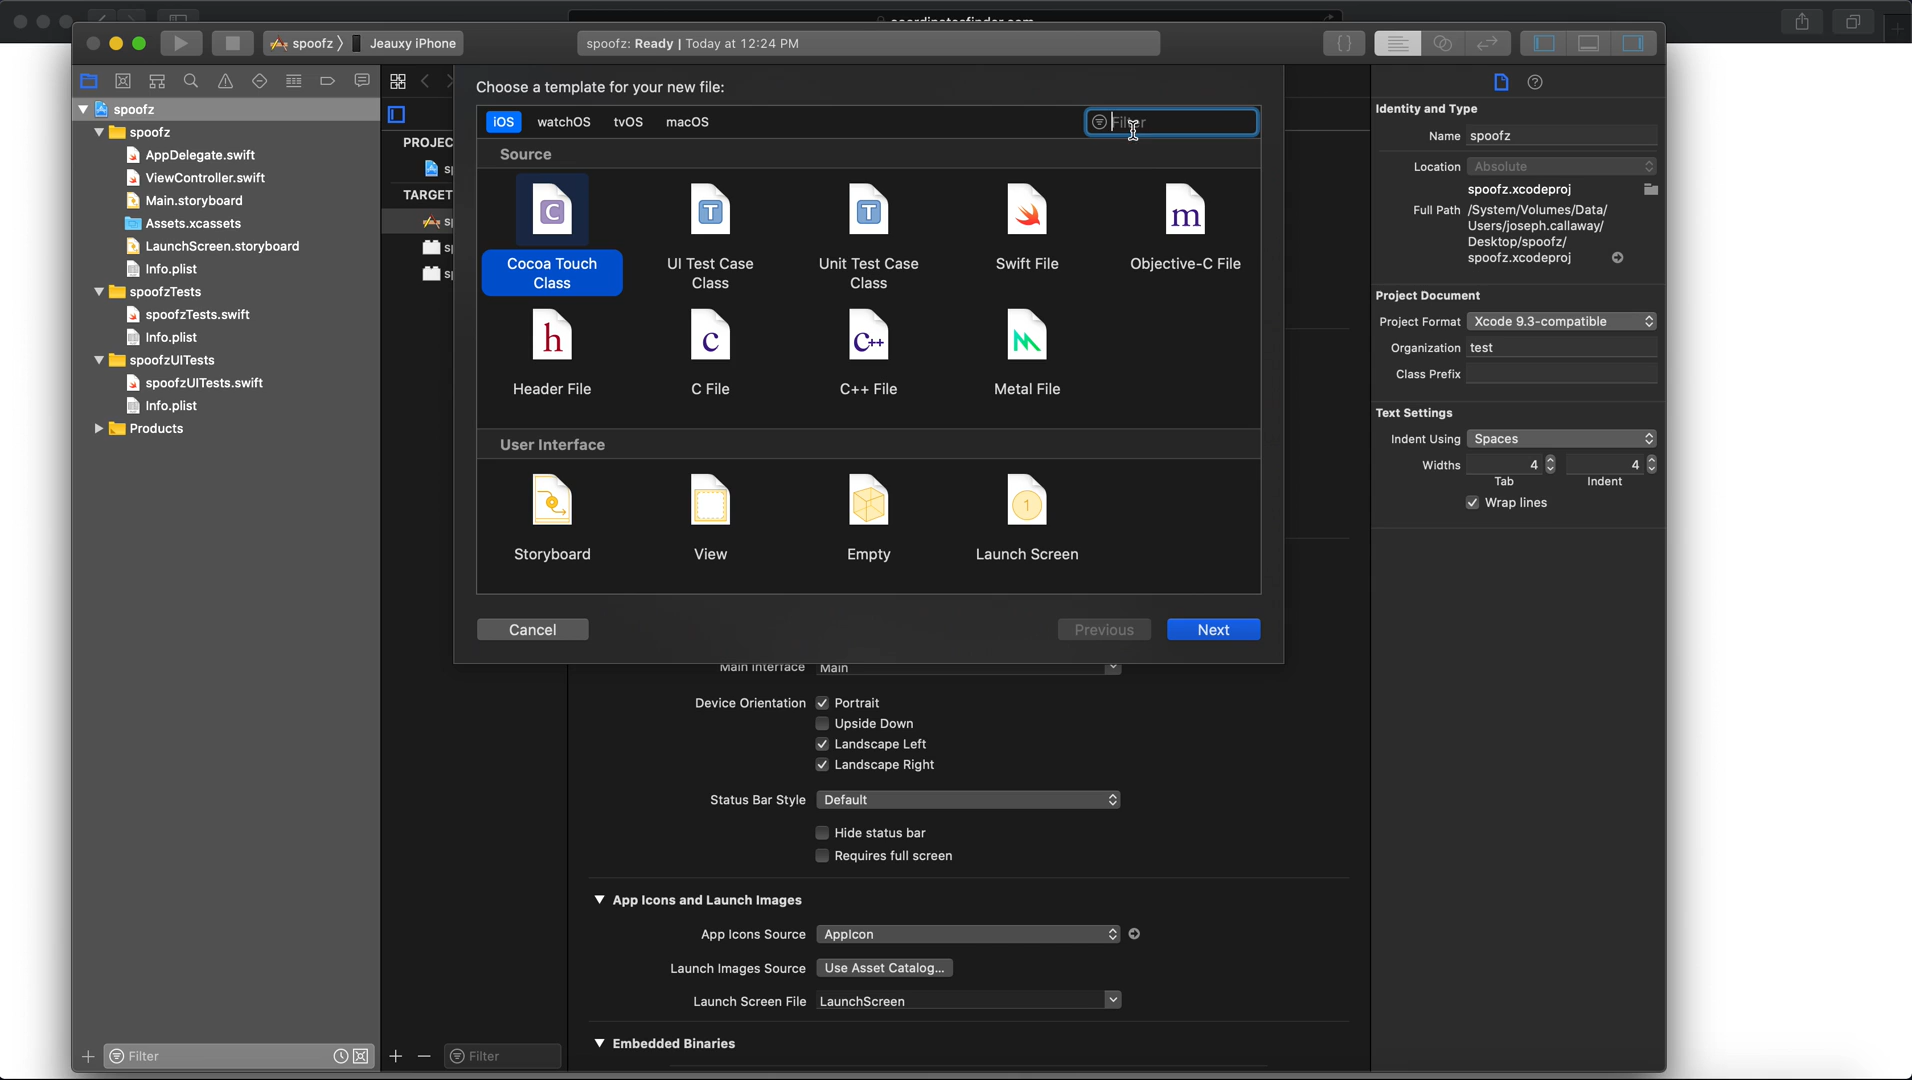 spoofz
Jeauxy iPhone
spoofz: Ready | Today at 12:24 PM
{ }
spoofz
spoofz
AppDelegate.swift
ViewController.swift
Main.storyboard
Assets.xcassets
LaunchScreen.storyboard
Info.plist
spoofzTests
spoofzTests.swift
Info.plist
spoofzUITests
spoofzUITests.swift
Info.plist
Products
Filter
PROJEC
TARGET
Filter
Choose a template for your new file:
iOS watchOS tvOS macOS
Filter
Source
C T T m
Cocoa Touch Class
UI Test Case Class
Unit Test Case Class
Swift File
Objective-C File
h c C++
Header File
C File
C++ File
Metal File
User Interface
1
Storyboard
View
Empty
Launch Screen
Cancel
Previous
Next
Main Interface Main
Device Orientation Portrait
Upside Down
Landscape Left
Landscape Right
Status Bar Style Default
Hide status bar
Requires full screen
App Icons and Launch Images
App Icons Source AppIcon
Launch Images Source Use Asset Catalog...
Launch Screen File LaunchScreen
Embedded Binaries
Identity and Type
Name spoofz
Location Absolute
spoofz.xcodeproj
Full Path /System/Volumes/Data/
Users/joseph.callaway/
Desktop/spoofz/
spoofz.xcodeproj
Project Document
Project Format Xcode 9.3-compatible
Organization test
Class Prefix
Text Settings
Indent Using Spaces
Widths 4 4
Tab Indent
Wrap lines